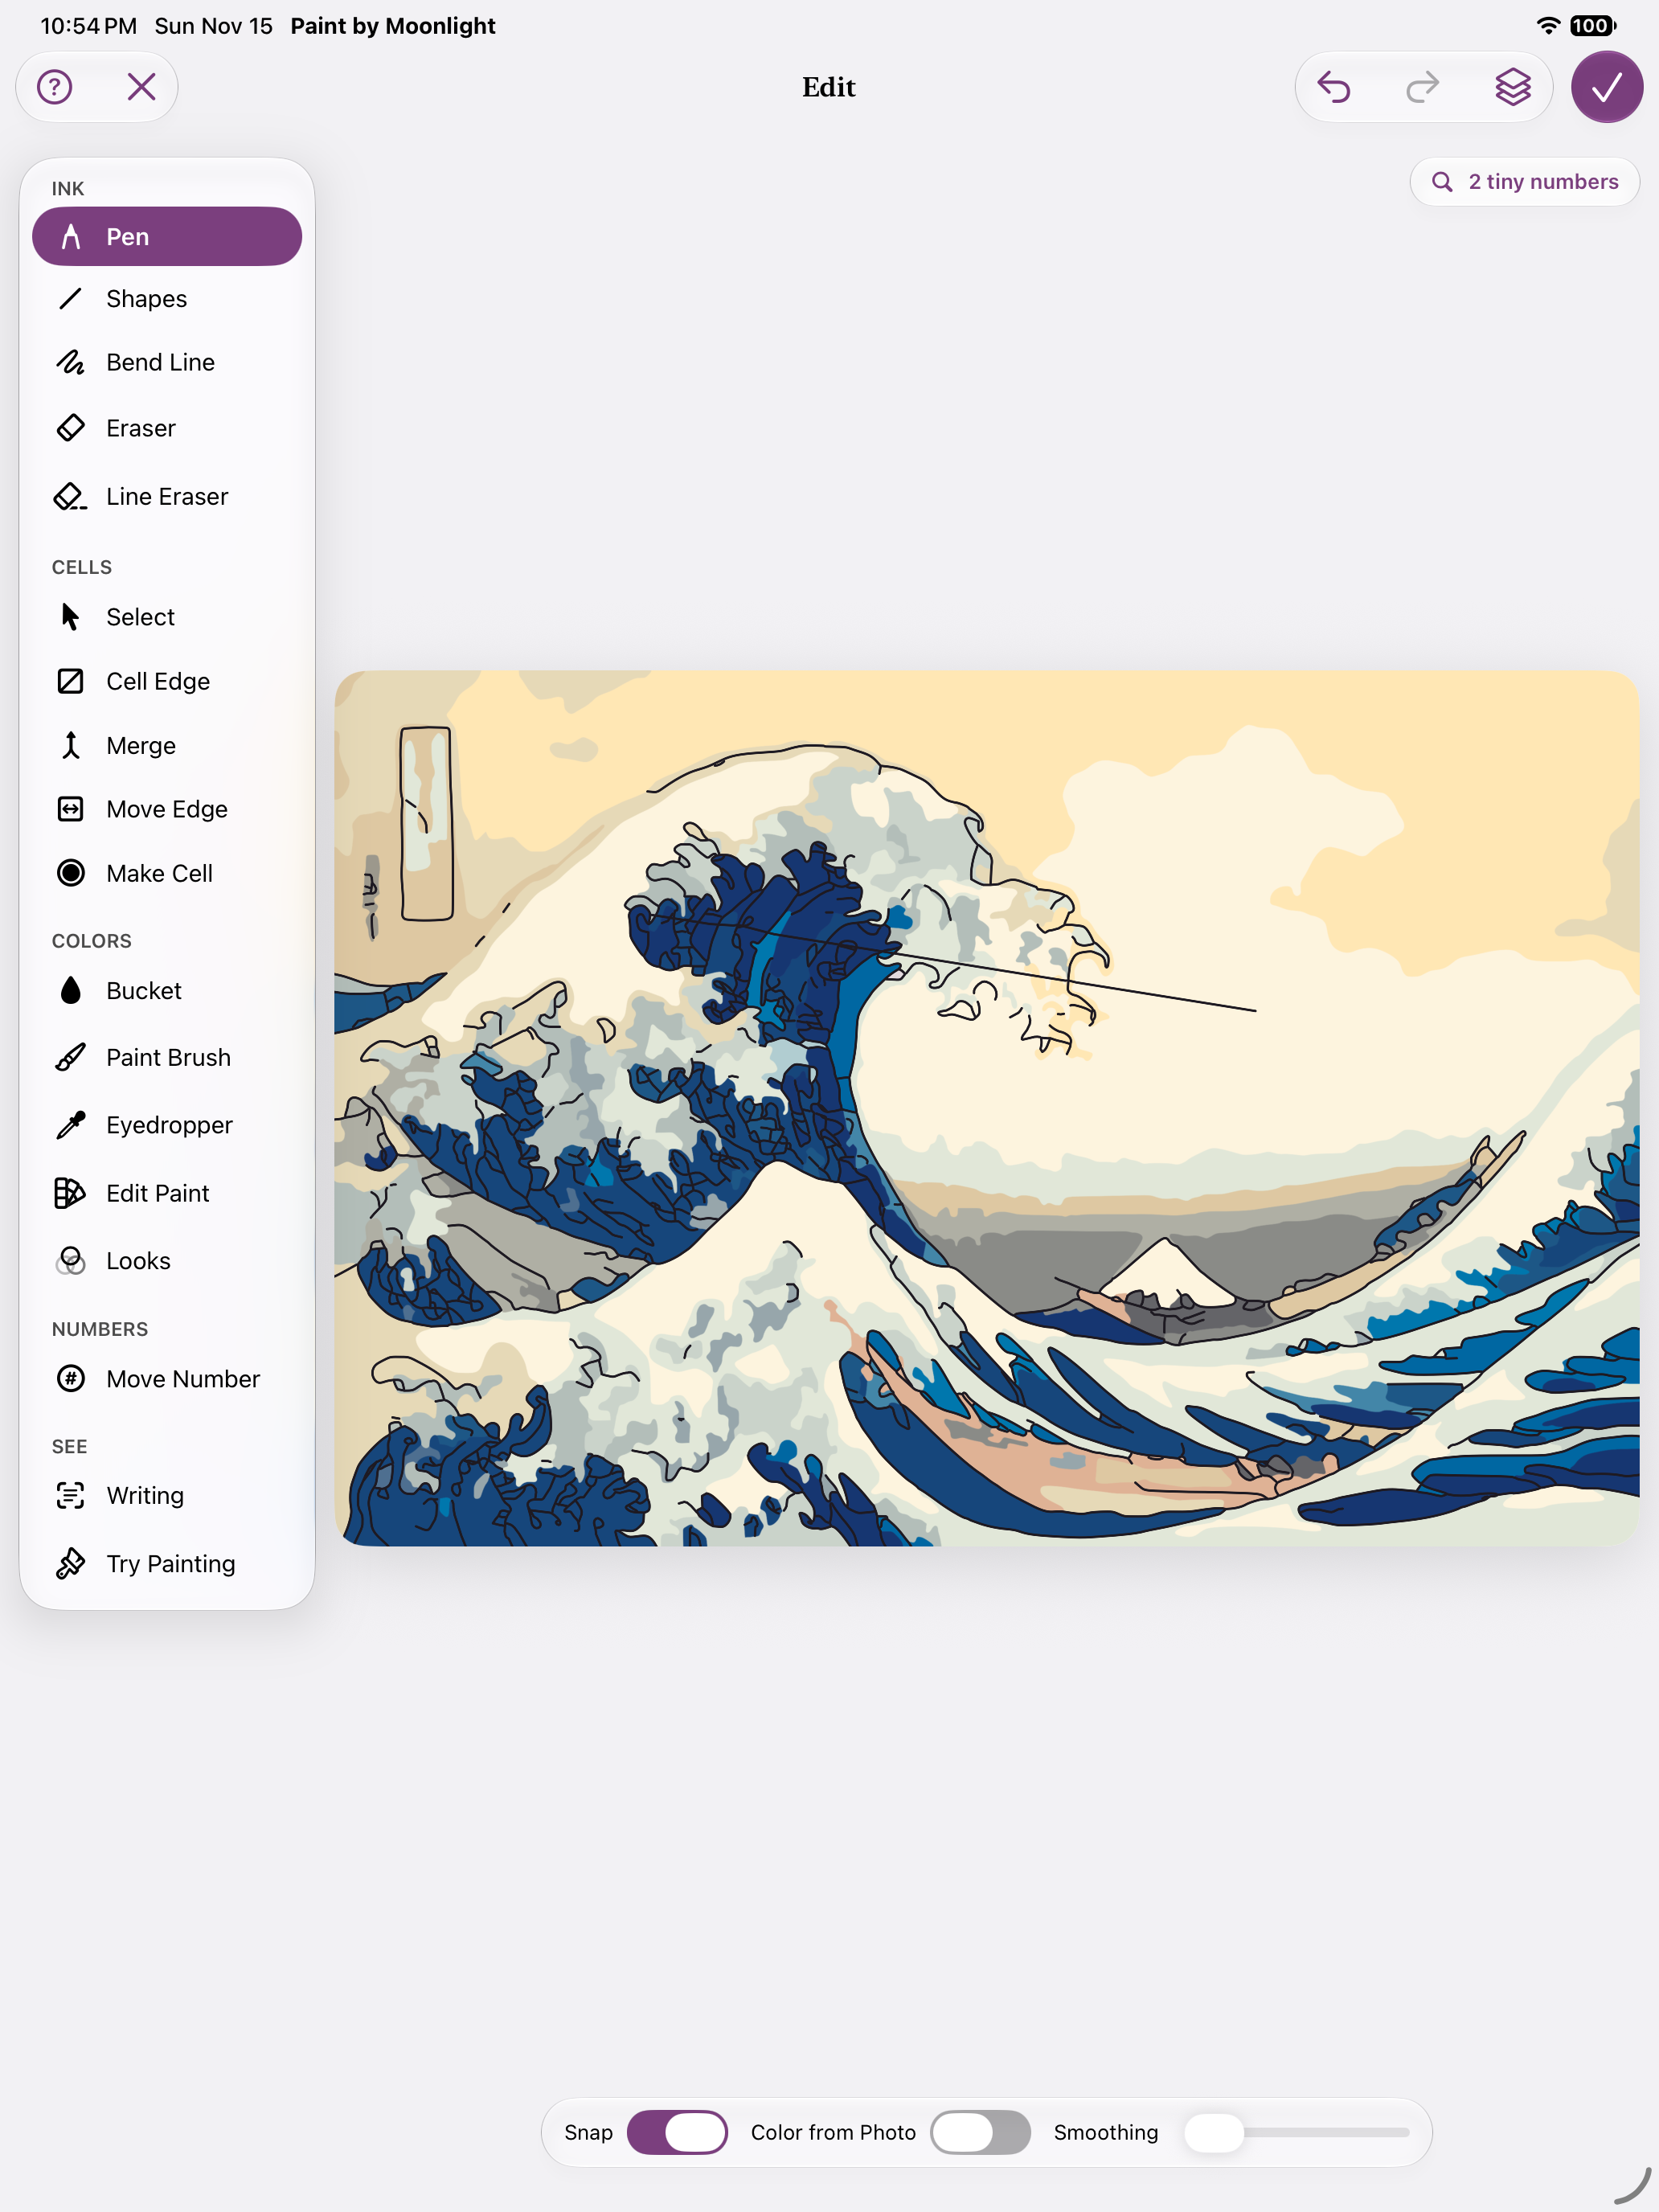 10:54 PM Sun Nov 15 Paint by Moonlight
100
Edit
2 tiny numbers
INK
Pen
Shapes
Bend Line
Eraser
Line Eraser
CELLS
Select
Cell Edge
Merge
Move Edge
Make Cell
COLORS
Bucket
Paint Brush
Eyedropper
Edit Paint
Looks
NUMBERS
Move Number
SEE
Writing
Try Painting
Snap Color from Photo Smoothing